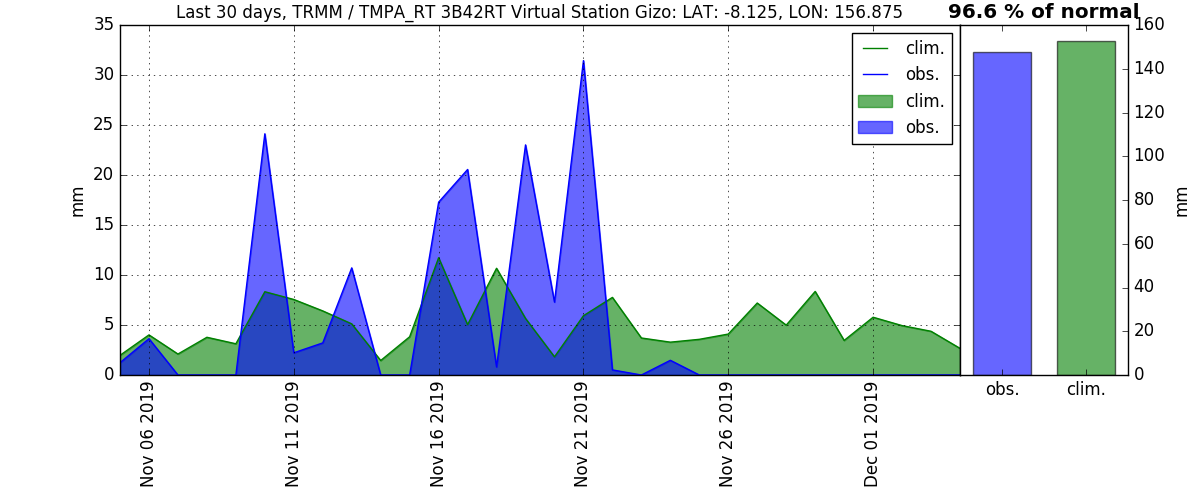 Last 30 days, TRMM / TMPA_RT 3B42RT Virtual Station Gizo: LAT: -8.125, LON: 156.875
96.6 % of normal
35
30
25
20
15
10
5
0
mm
clim.
obs.
clim.
obs.
160
140
120
100
80
60
40
20
0
mm
obs.
clim.
Nov 06 2019
Nov 11 2019
Nov 16 2019
Nov 21 2019
Nov 26 2019
Dec 01 2019